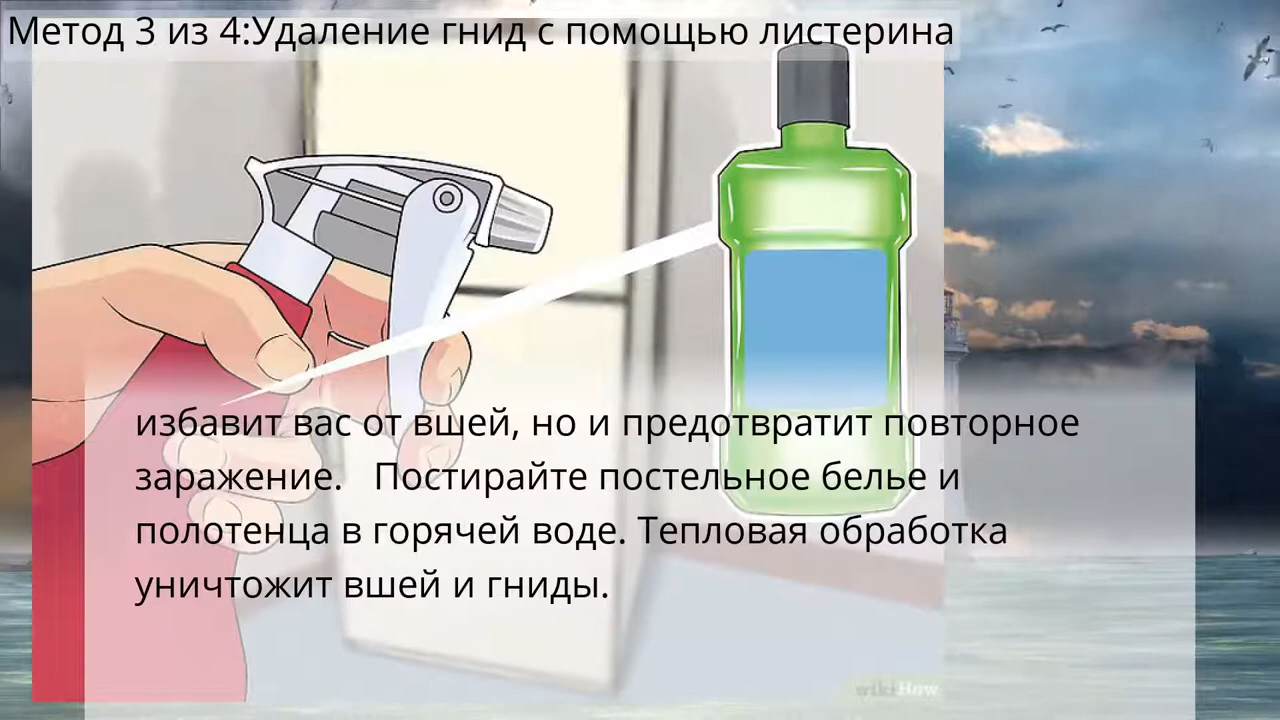 Метод 3 из 4:Удаление гнид с помощью листерина
избавит вас от вшей, но и предотвратит повторное
заражение.   Постирайте постельное белье и
полотенца в горячей воде. Тепловая обработка
уничтожит вшей и гниды.
wikiHow